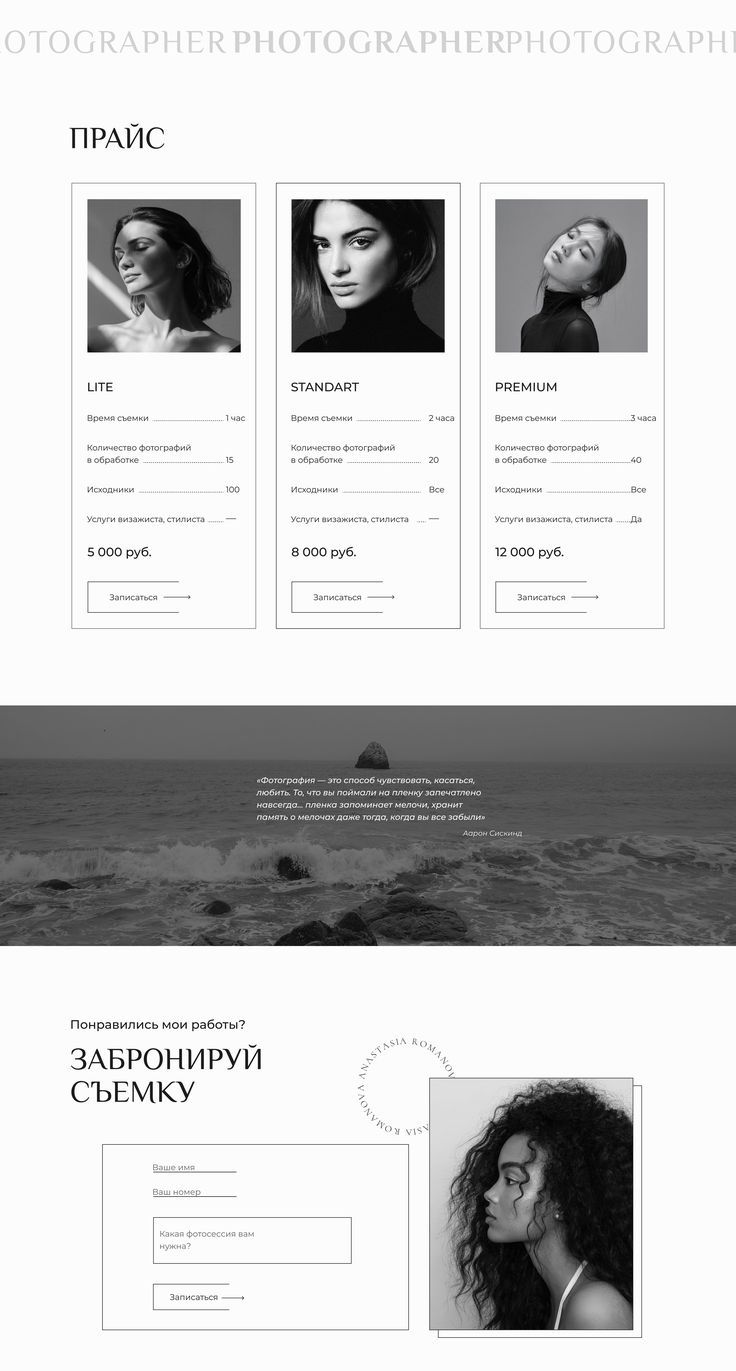 OTOGRAPHER PHOTOGRAPHER PHOTOGRAPH
ПРАЙС
LITE
Время съемки 1 час
Количество фотографий
в обработке 15
Исходники 100
Услуги визажиста, стилиста —
5 000 руб.
Записаться
STANDART
Время съемки 2 часа
Количество фотографий
в обработке 20
Исходники Все
Услуги визажиста, стилиста —
8 000 руб.
Записаться
PREMIUM
Время съемки 3 часа
Количество фотографий
в обработке 40
Исходники Все
Услуги визажиста, стилиста Да
12 000 руб.
Записаться
«Фотография — это способ чувствовать, касаться,
любить. То, что вы поймали на пленку запечатлено
навсегда... пленка запоминает мелочи, хранит
память о мелочах даже тогда, когда вы все забыли»
Аарон Сискинд
Понравились мои работы?
ЗАБРОНИРУЙ
СЪЕМКУ
ANASTASIA ROMANOV
ASIA ROMANOVA
Ваше имя
Ваш номер
Какая фотосессия вам
нужна?
Записаться